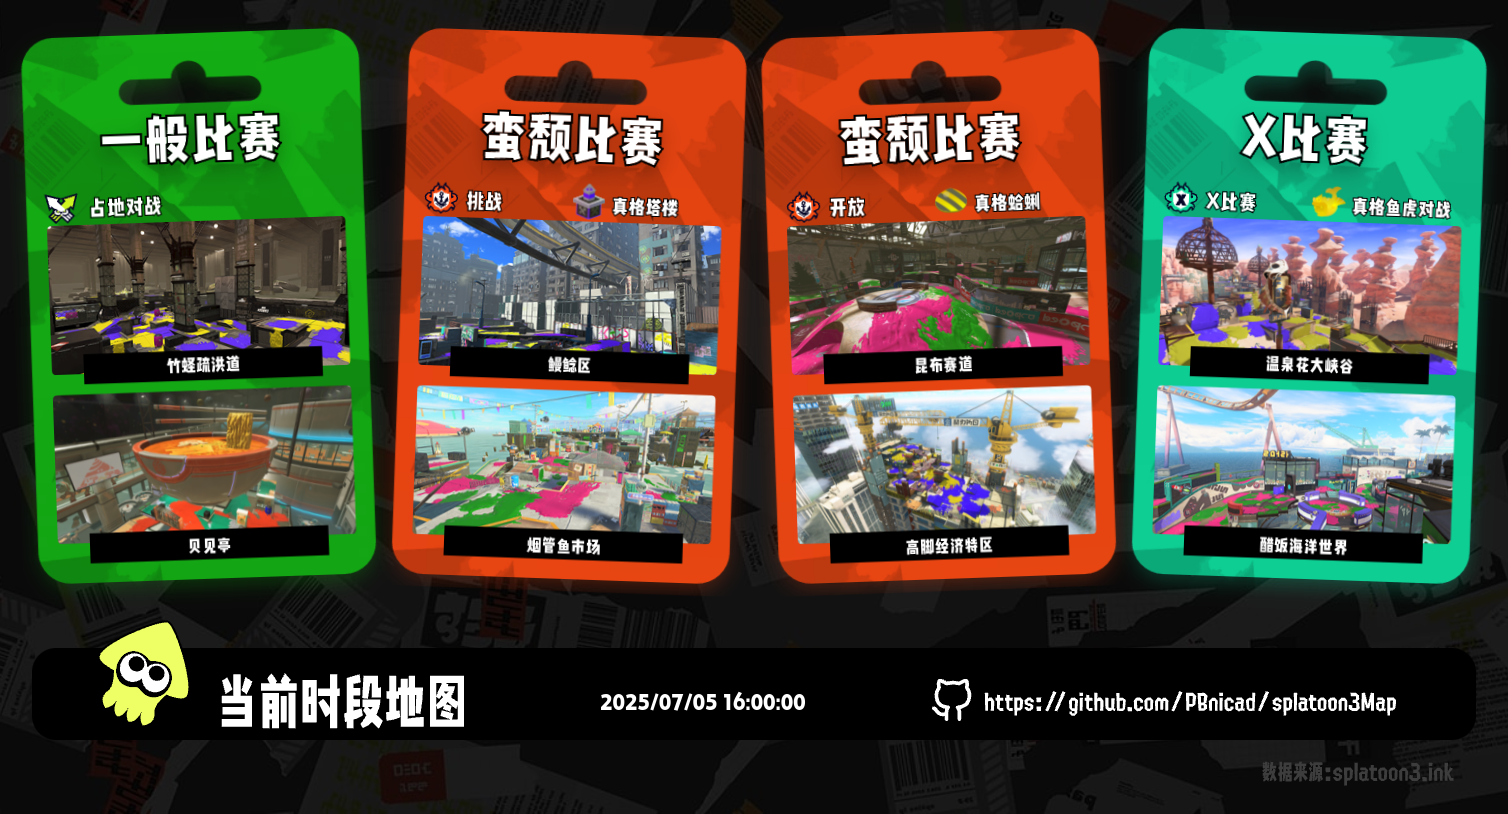 一般比赛
占地对战
竹蛏疏洪道
贝见亭
蛮颓比赛
挑战
真格塔楼
鳗鲶区
烟管鱼市场
蛮颓比赛
开放
真格蛤蜊
昆布赛道
高脚经济特区
X比赛
X比赛
真格鱼虎对战
温泉花大峡谷
醋饭海洋世界
当前时段地图
2025/07/05 16:00:00
https://github.com/PBnicad/splatoon3Map
数据来源:splatoon3.ink